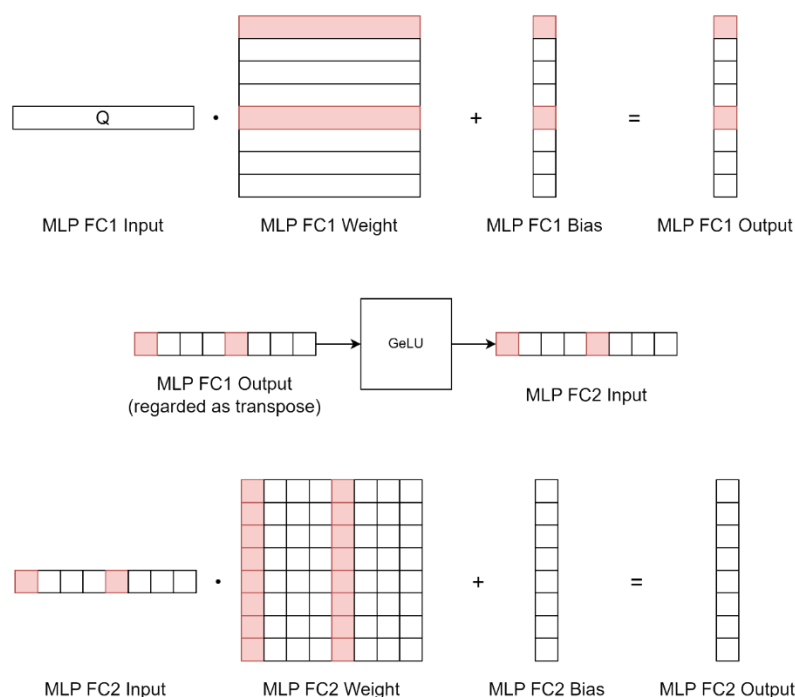 Q
·
+
=
MLP FC1 Input
MLP FC1 Weight
MLP FC1 Bias
MLP FC1 Output
GeLU
MLP FC1 Output
(regarded as transpose)
MLP FC2 Input
·
+
=
MLP FC2 Input
MLP FC2 Weight
MLP FC2 Bias
MLP FC2 Output